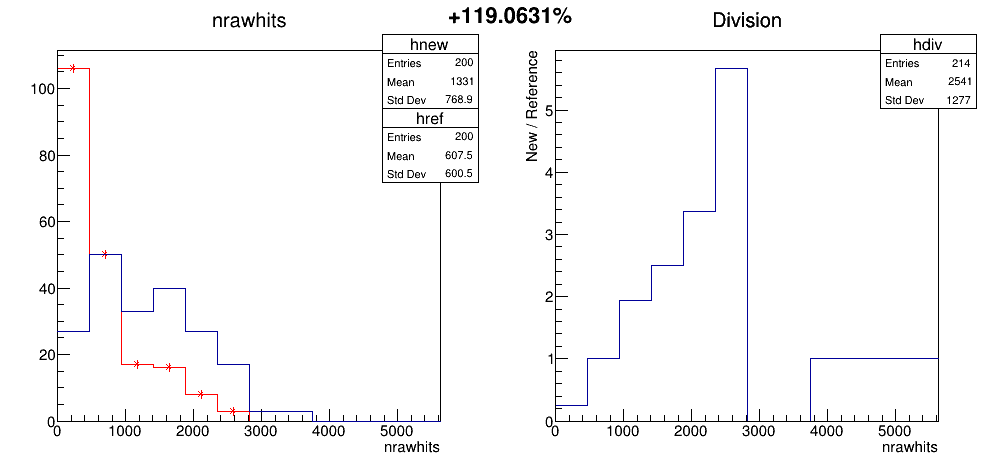 +119.0631%
nrawhits
hnew
Entries 200
Mean 1331
Std Dev 768.9
href
Entries 200
Mean 607.5
Std Dev 600.5
100
80
60
40
20
0
0 1000 2000 3000 4000 5000
nrawhits
Division
hdiv
Entries 214
Mean 2541
Std Dev 1277
New / Reference
5
4
3
2
1
0
0 1000 2000 3000 4000 5000
nrawhits